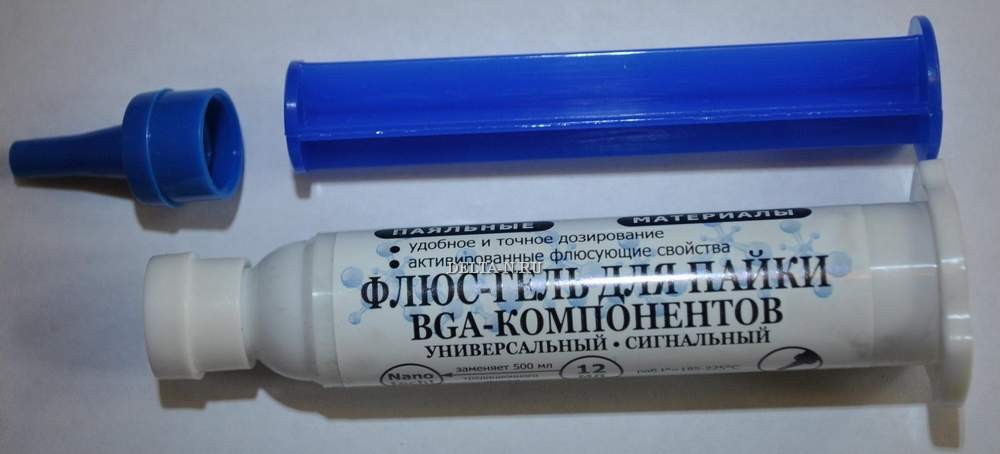 ПАЯЛЬНЫЕ МАТЕРИАЛЫ
• удобное и точное дозирование
• активированные флюсующие свойства
DELTA-N.RU
ФЛЮС-ГЕЛЬ ДЛЯ ПАЙКИ
BGA-КОМПОНЕНТОВ
УНИВЕРСАЛЬНЫЙ • СИГНАЛЬНЫЙ
Nano
заменяет 500 мл
12